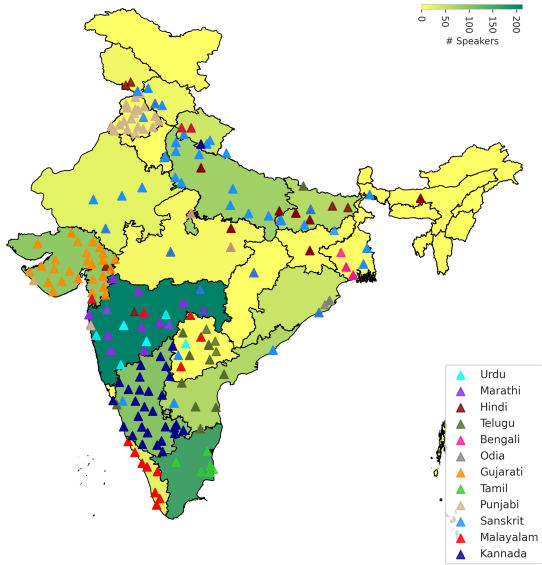 0 50 100 150 200
# Speakers
Urdu
Marathi
Hindi
Telugu
Bengali
Odia
Gujarati
Tamil
Punjabi
Sanskrit
Malayalam
Kannada